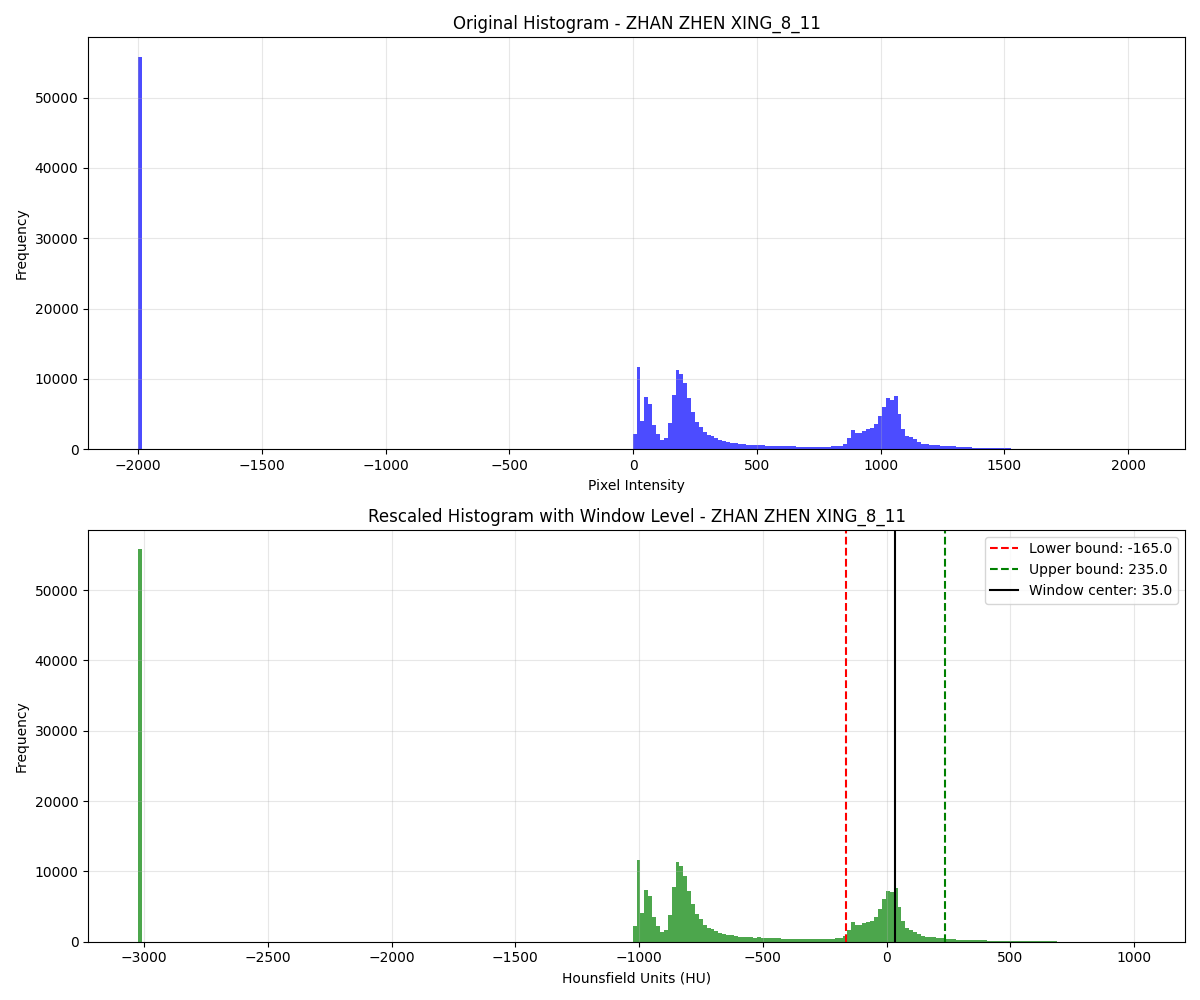 Original Histogram - ZHAN ZHEN XING_8_11
Frequency
50000
40000
30000
20000
10000
0
−2000 −1500 −1000 −500 0 500 1000 1500 2000
Pixel Intensity
Rescaled Histogram with Window Level - ZHAN ZHEN XING_8_11
Lower bound: -165.0
Upper bound: 235.0
Window center: 35.0
Frequency
50000
40000
30000
20000
10000
0
−3000 −2500 −2000 −1500 −1000 −500 0 500 1000
Hounsfield Units (HU)